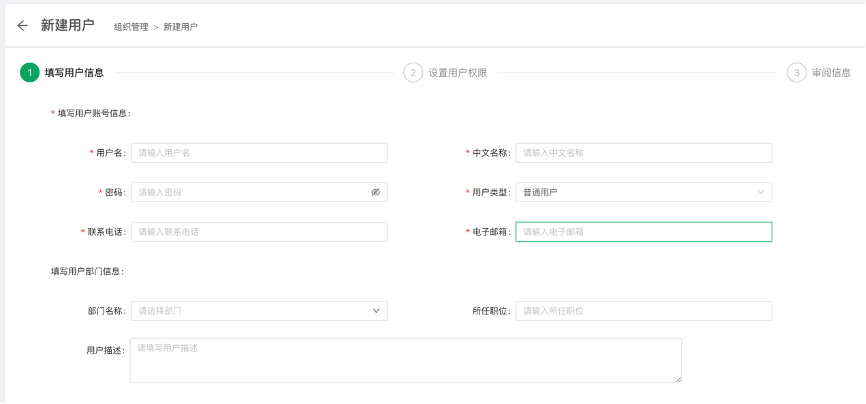 新建用户 组织管理 > 新建用户
1 填写用户信息 2 设置用户权限 3 审阅信息
* 填写用户账号信息:
* 用户名: 请输入用户名 * 中文名称: 请输入中文名称
* 密码: 请输入密码 * 用户类型: 普通用户
* 联系电话: 请输入联系电话 * 电子邮箱: 请输入电子邮箱
填写用户部门信息:
部门名称: 请选择部门 所任职位: 请输入所任职位
用户描述: 请填写用户描述